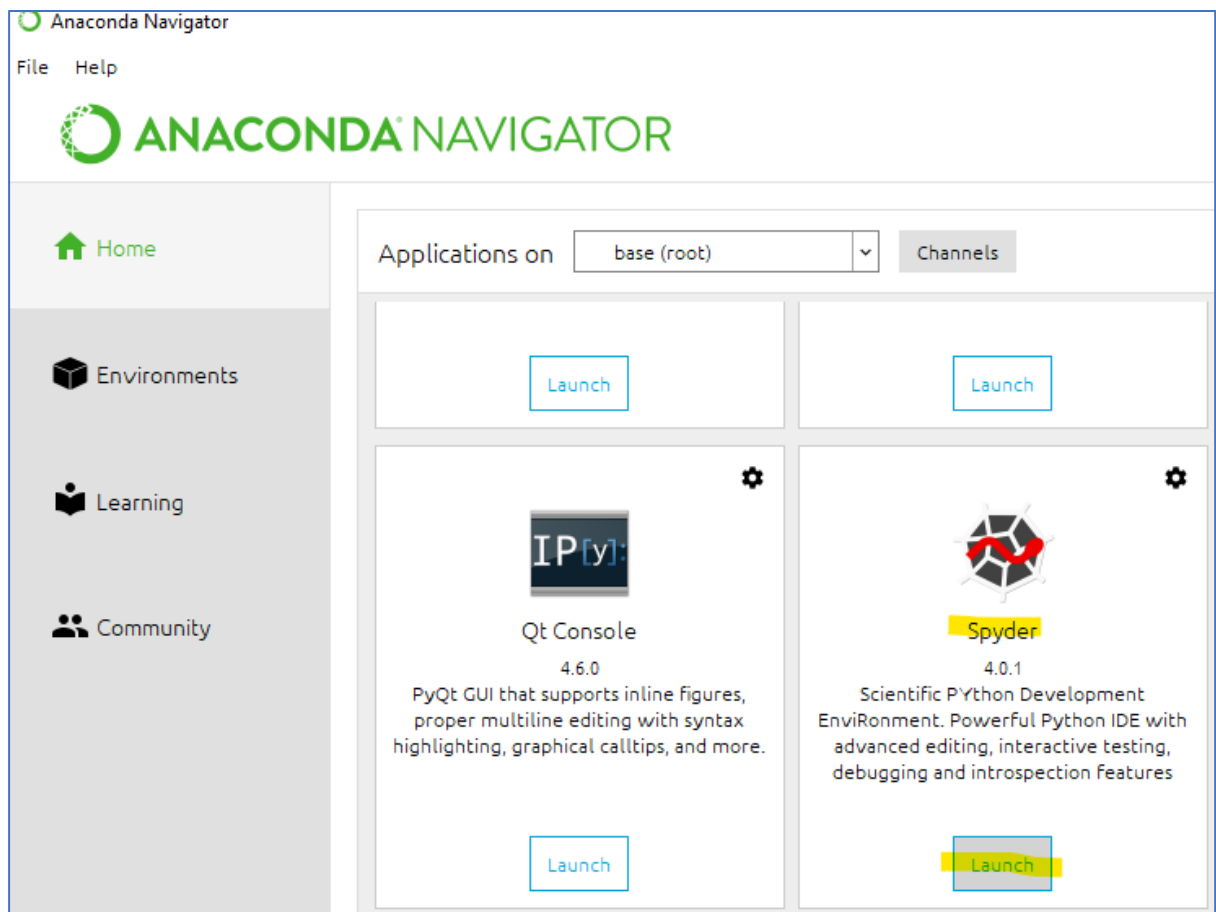 Anaconda Navigator
File Help
ANACONDA NAVIGATOR
Home
Applications on base (root) Channels
Environments
Launch Launch
Learning
IP[y]:
Community
Qt Console
4.6.0
PyQt GUI that supports inline figures,
proper multiline editing with syntax
highlighting, graphical calltips, and more.
Launch
Spyder
4.0.1
Scientific PYthon Development
EnviRonment. Powerful Python IDE with
advanced editing, interactive testing,
debugging and introspection features
Launch